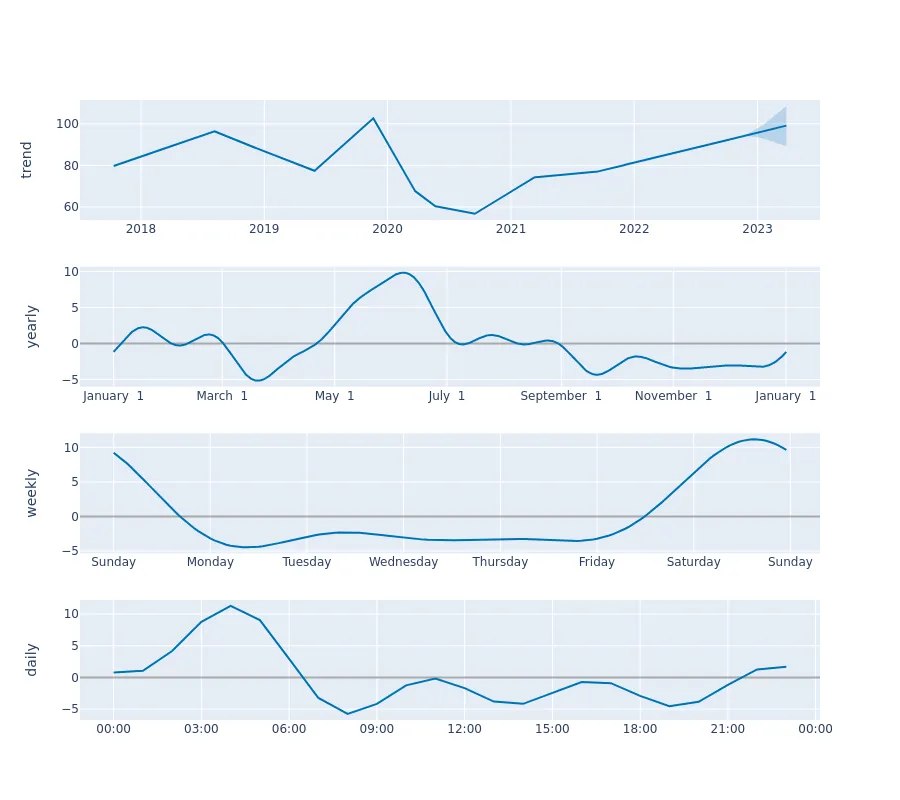 trend
100
80
60
2018 2019 2020 2021 2022 2023
yearly
10
5
0
−5
January 1 March 1 May 1 July 1 September 1 November 1 January 1
weekly
10
5
0
−5
Sunday Monday Tuesday Wednesday Thursday Friday Saturday Sunday
daily
10
5
0
−5
00:00 03:00 06:00 09:00 12:00 15:00 18:00 21:00 00:00